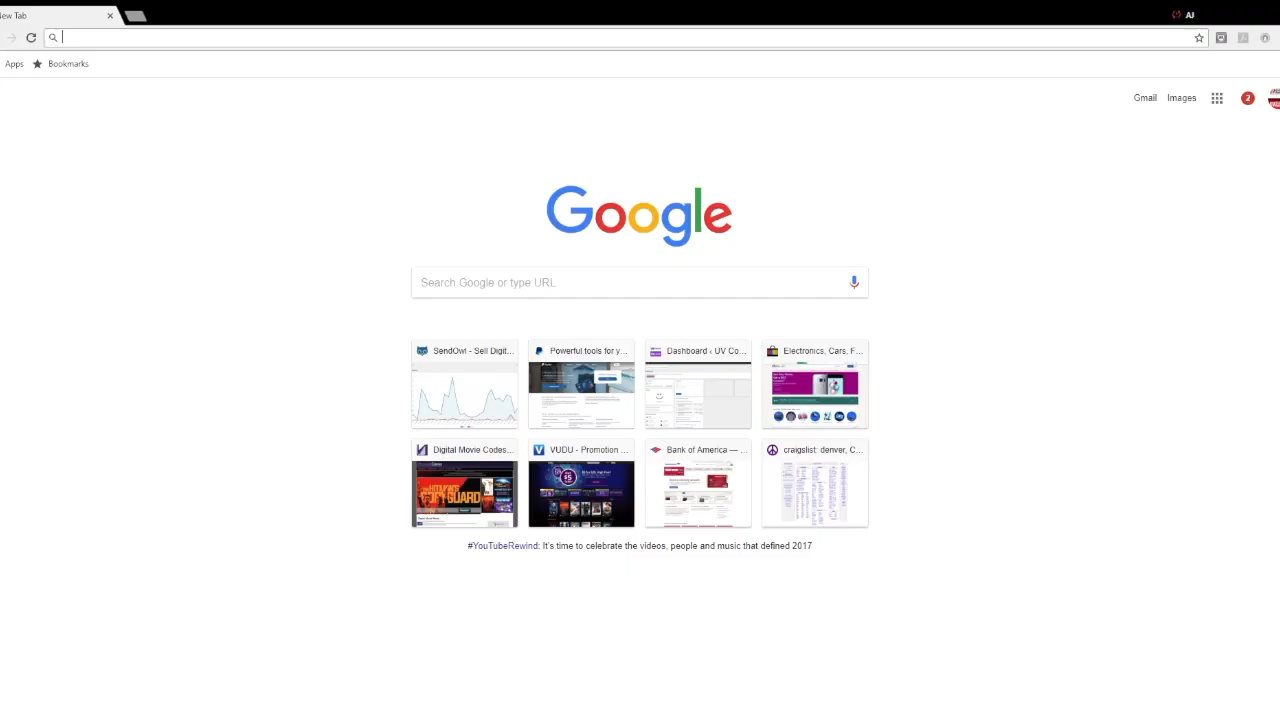 New Tab
AJ
Apps
Bookmarks
Gmail Images
2
Google
Search Google or type URL
SendOwl - Sell Digit...
Powerful tools for y...
Dashboard ‹ UV Co...
Electronics, Cars, F...
Digital Movie Codes...
VUDU - Promotion ...
Bank of America — ...
craigslist: denver, C...
#YouTubeRewind: It's time to celebrate the videos, people and music that defined 2017